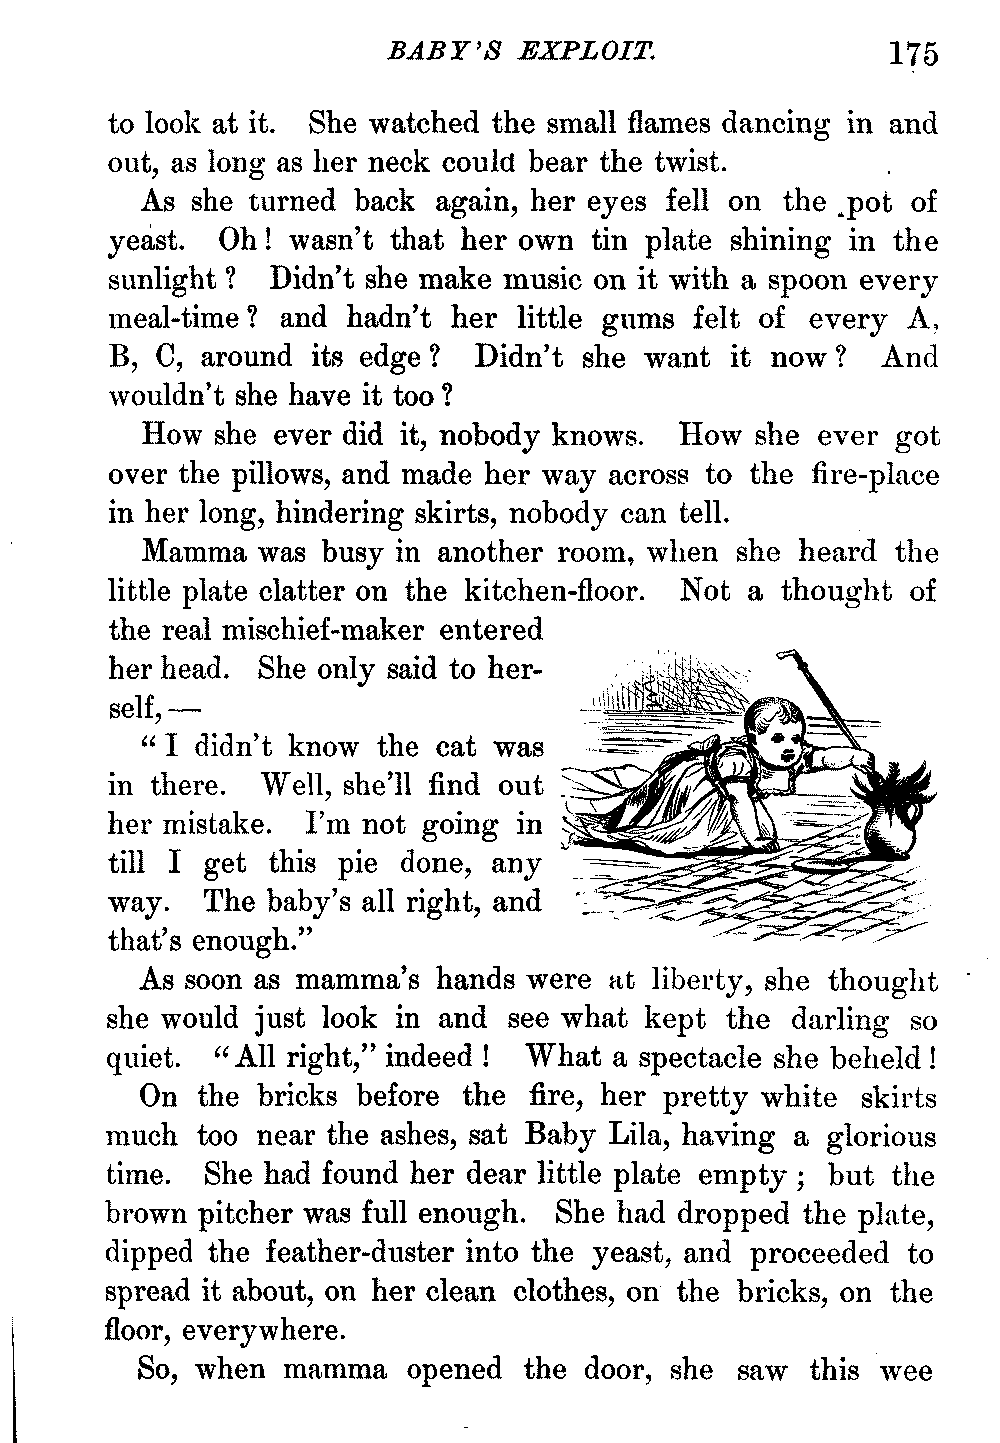 BABY'S EXPLOIT. 175
to look at it. She watched the small flames dancing in and
out, as long as her neck could bear the twist.
As she turned back again, her eyes fell on the pot of
yeast. Oh! wasn't that her own tin plate shining in the
sunlight? Didn't she make music on it with a spoon every
meal-time? and hadn't her little gums felt of every A,
B, C, around its edge? Didn't she want it now? And
wouldn't she have it too?
How she ever did it, nobody knows. How she ever got
over the pillows, and made her way across to the fire-place
in her long, hindering skirts, nobody can tell.
Mamma was busy in another room, when she heard the
little plate clatter on the kitchen-floor. Not a thought of
the real mischief-maker entered
her head. She only said to her-
self,—
"I didn't know the cat was
in there. Well, she'll find out
her mistake. I'm not going in
till I get this pie done, any
way. The baby's all right, and
that's enough."
As soon as mamma's hands were at liberty, she thought
she would just look in and see what kept the darling so
quiet. "All right," indeed! What a spectacle she beheld!
On the bricks before the fire, her pretty white skirts
much too near the ashes, sat Baby Lila, having a glorious
time. She had found her dear little plate empty; but the
brown pitcher was full enough. She had dropped the plate,
dipped the feather-duster into the yeast, and proceeded to
spread it about, on her clean clothes, on the bricks, on the
floor, everywhere.
So, when mamma opened the door, she saw this wee